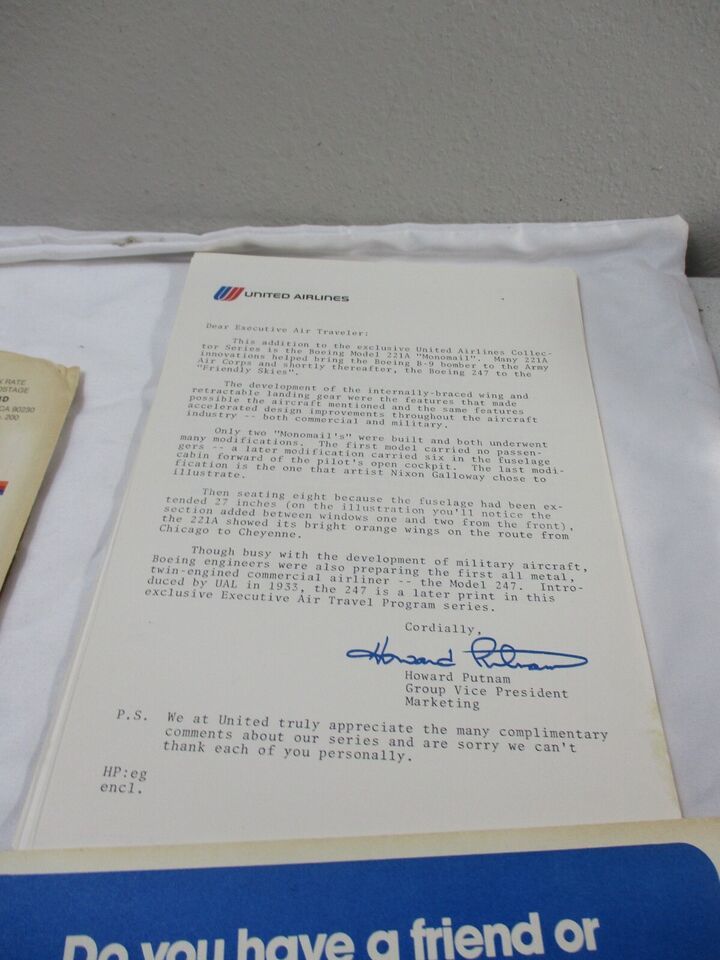 UNITED AIRLINES
Dear Executive Air Traveler:
This addition to the exclusive United Airlines Collec-
tor Series is the Boeing Model 221A "Monomail". Many 221A
innovations helped bring the Boeing B-9 bomber to the Army
Air Corps and shortly thereafter, the Boeing 247 to the
"Friendly Skies".
The development of the internally-braced wing and
retractable landing gear were the features that made
possible the aircraft mentioned and the same features
accelerated design improvements throughout the aircraft
industry -- both commercial and military.
Only two "Monomail's" were built and both underwent
many modifications. The first model carried no passen-
gers -- a later modification carried six in the fuselage
cabin forward of the pilot's open cockpit. The last modi-
fication is the one that artist Nixon Galloway chose to
illustrate.
Then seating eight because the fuselage had been ex-
tended 27 inches (on the illustration you'll notice the
section added between windows one and two from the front),
the 221A showed its bright orange wings on the route from
Chicago to Cheyenne.
Though busy with the development of military aircraft,
Boeing engineers were also preparing the first all metal,
twin-engined commercial airliner -- the Model 247. Intro-
duced by UAL in 1933, the 247 is a later print in this
exclusive Executive Air Travel Program series.
Cordially,
Howard Putnam
Howard Putnam
Group Vice President
Marketing
P.S. We at United truly appreciate the many complimentary
comments about our series and are sorry we can't
thank each of you personally.
HP:eg
encl.
RATE
OSTAGE
ID
CA 90230
200
Do you have a friend or